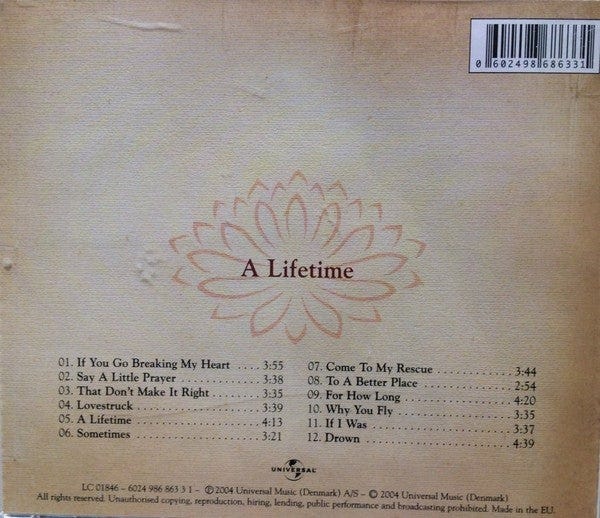 0 602498 686331
A Lifetime
01. If You Go Breaking My Heart .... 3:55
02. Say A Little Prayer .............. 3:38
03. That Don't Make It Right ........ 3:35
04. Lovestruck ..................... 3:39
05. A Lifetime ..................... 4:13
06. Sometimes ..................... 3:21
07. Come To My Rescue ............ 3:44
08. To A Better Place .............. 2:54
09. For How Long ................. 4:20
10. Why You Fly ................... 3:35
11. If I Was ........................ 3:37
12. Drown ......................... 4:39
UNIVERSAL
LC 01846 – 6024 986 863 3 1 – ℗ 2004 Universal Music (Denmark) A/S – © 2004 Universal Music (Denmark)
All rights reserved. Unauthorised copying, reproduction, hiring, lending, public performance and broadcasting prohibited. Made in the EU.